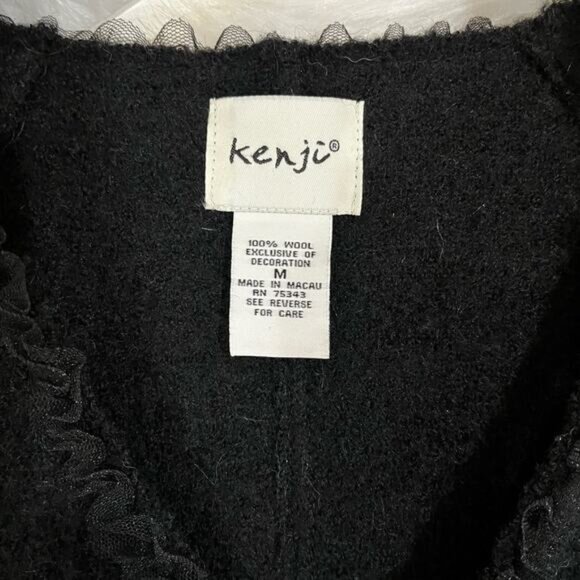 kenji®
100% WOOL
EXCLUSIVE OF
DECORATION
M
MADE IN MACAU
RN 75343
SEE REVERSE
FOR CARE